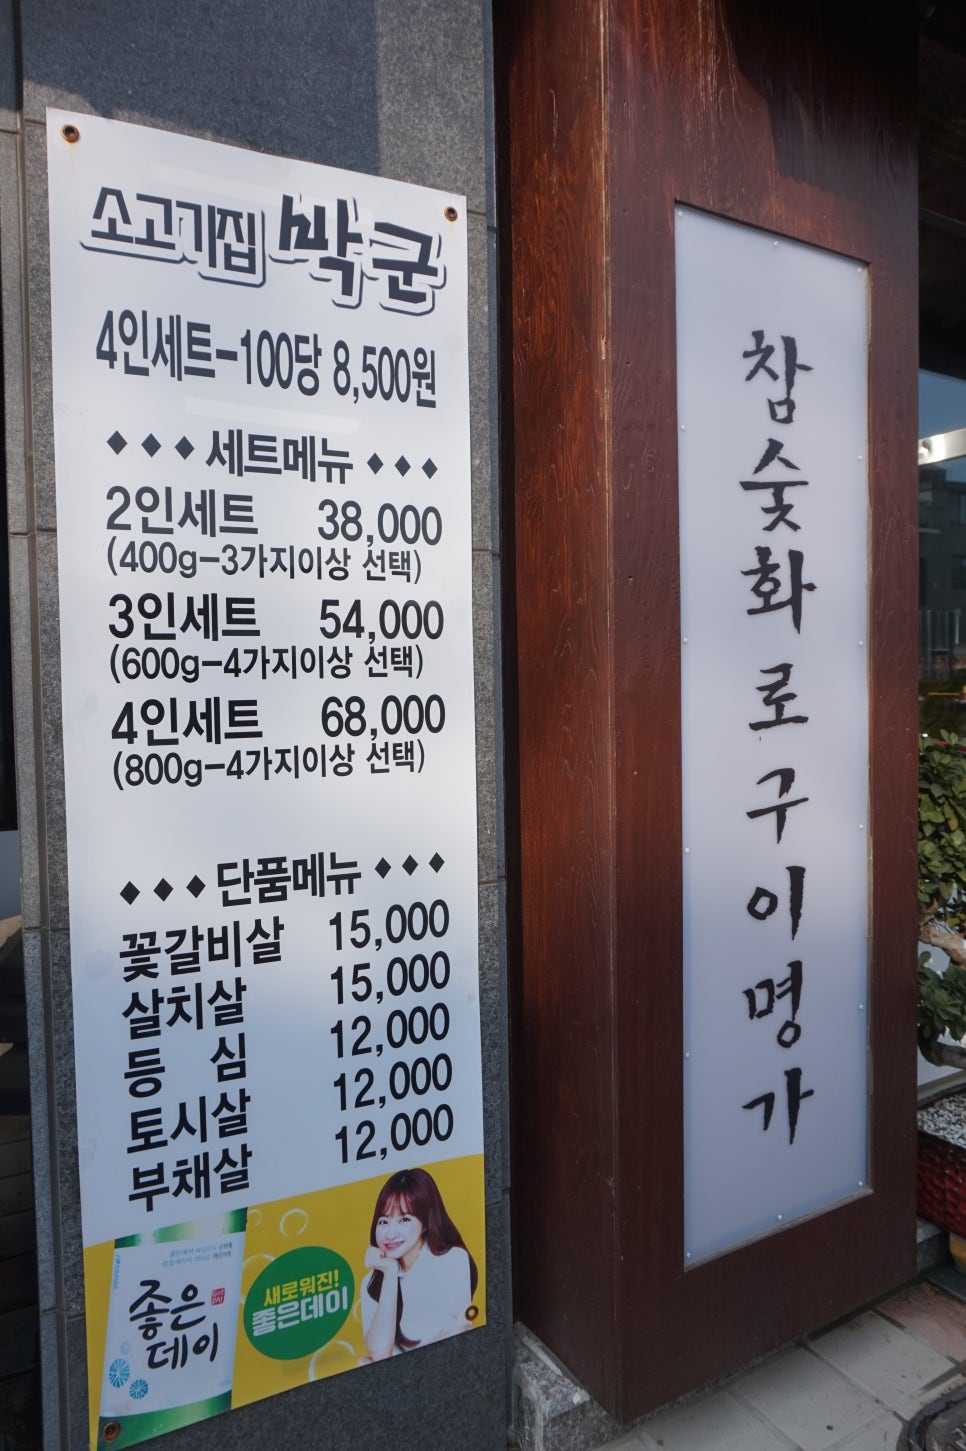 소고기집 박군
4인세트-100당 8,500원
◆◆◆세트메뉴◆◆◆
2인세트 38,000
(400g-3가지이상 선택)
3인세트 54,000
(600g-4가지이상 선택)
4인세트 68,000
(800g-4가지이상 선택)
◆◆◆단품메뉴◆◆◆
꽃갈비살 15,000
살치살 15,000
등 심 12,000
토시살 12,000
부채살 12,000
좋은
데이
새로워진!
좋은데이
참숯화로구이명가